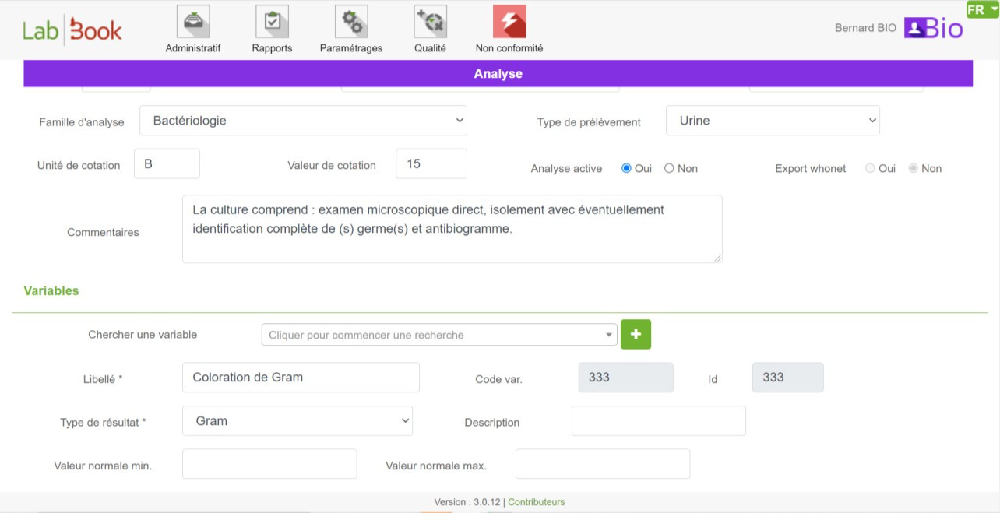 Lab Book
Administratif
Rapports
Paramétrages
Qualité
Non conformité
Bernard BIO
Bio
FR
Analyse
Famille d'analyse
Bactériologie
Type de prélèvement
Urine
Unité de cotation
B
Valeur de cotation
15
Analyse active
Oui
Non
Export whonet
Oui
Non
Commentaires
La culture comprend : examen microscopique direct, isolement avec éventuellement
identification complète de (s) germe(s) et antibiogramme.
Variables
Chercher une variable
Cliquer pour commencer une recherche
Libellé *
Coloration de Gram
Code var.
333
Id
333
Type de résultat *
Gram
Description
Valeur normale min.
Valeur normale max.
Version : 3.0.12 | Contributeurs